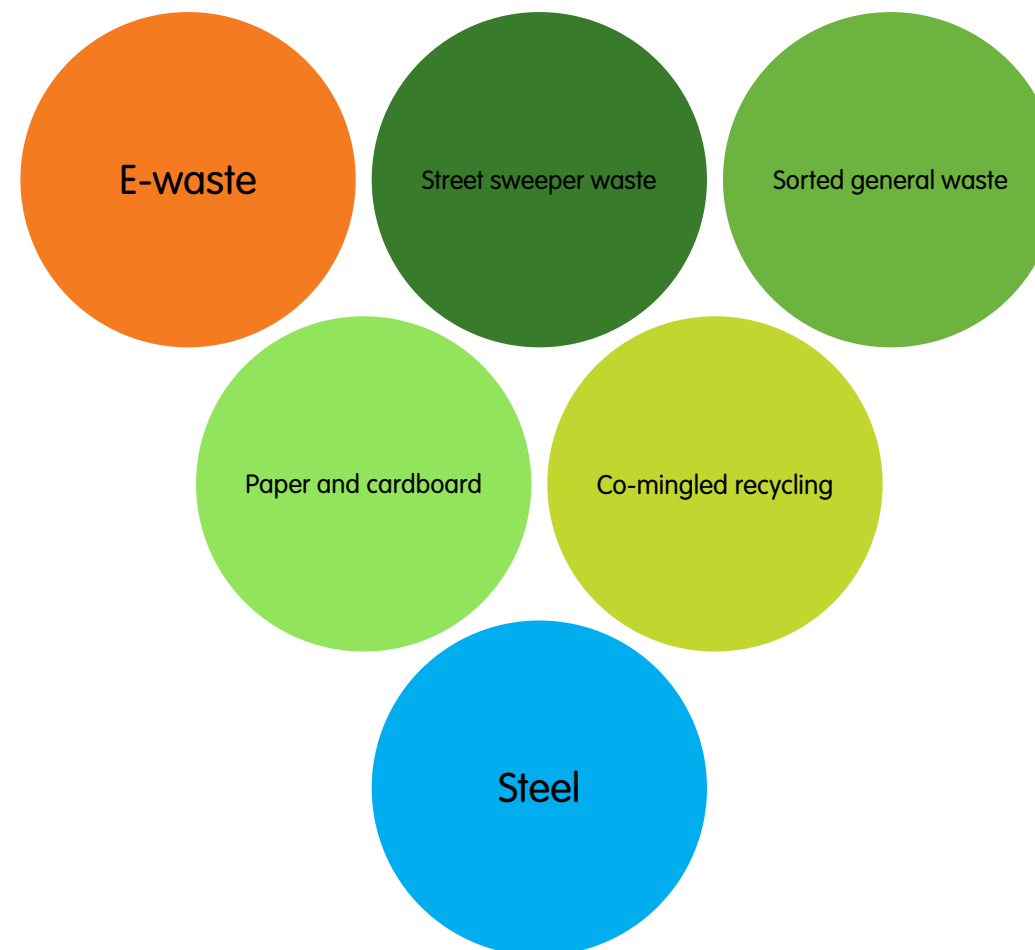 E-waste
Street sweeper waste
Sorted general waste
Paper and cardboard
Co-mingled recycling
Steel